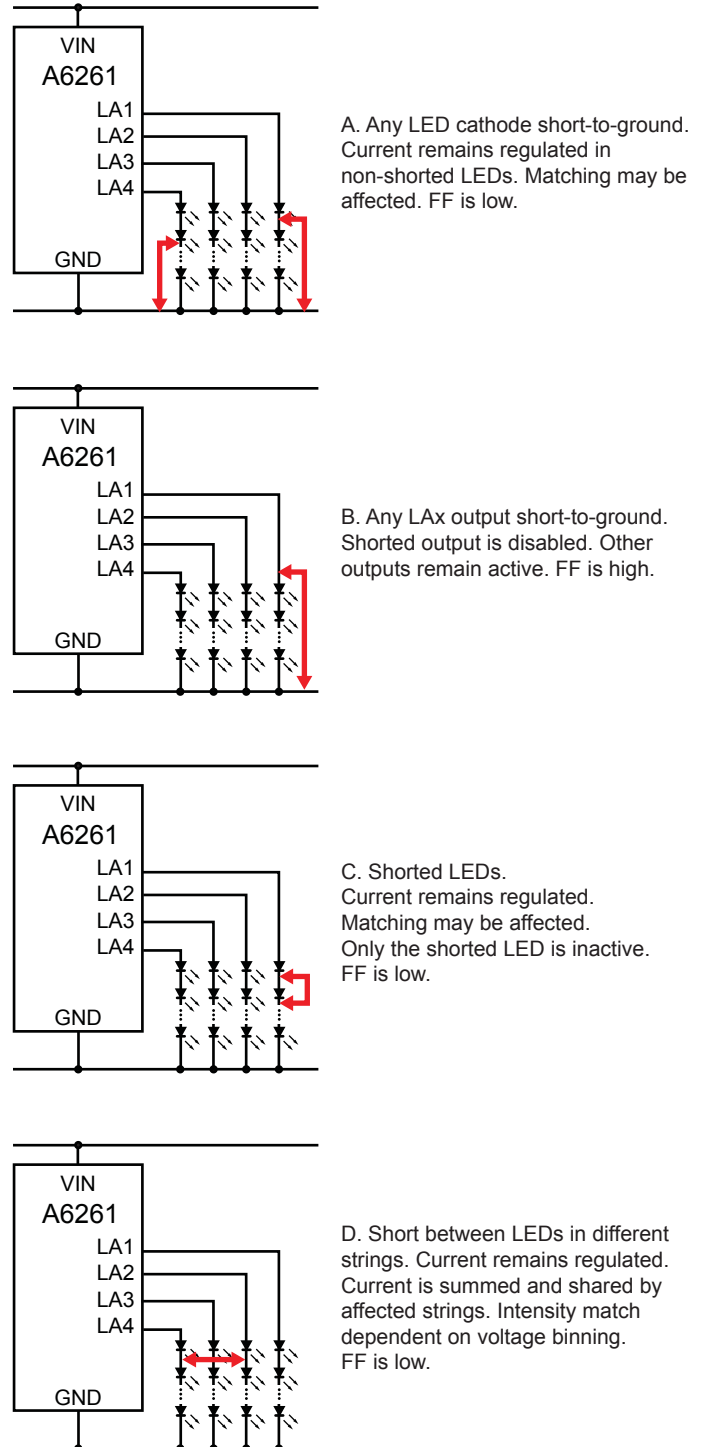 VIN
A6261
LA1
LA2
LA3
LA4
GND
A. Any LED cathode short-to-ground.
Current remains regulated in
non-shorted LEDs. Matching may be
affected. FF is low.
VIN
A6261
LA1
LA2
LA3
LA4
GND
B. Any LAx output short-to-ground.
Shorted output is disabled. Other
outputs remain active. FF is high.
VIN
A6261
LA1
LA2
LA3
LA4
GND
C. Shorted LEDs.
Current remains regulated.
Matching may be affected.
Only the shorted LED is inactive.
FF is low.
VIN
A6261
LA1
LA2
LA3
LA4
GND
D. Short between LEDs in different
strings. Current remains regulated.
Current is summed and shared by
affected strings. Intensity match
dependent on voltage binning.
FF is low.